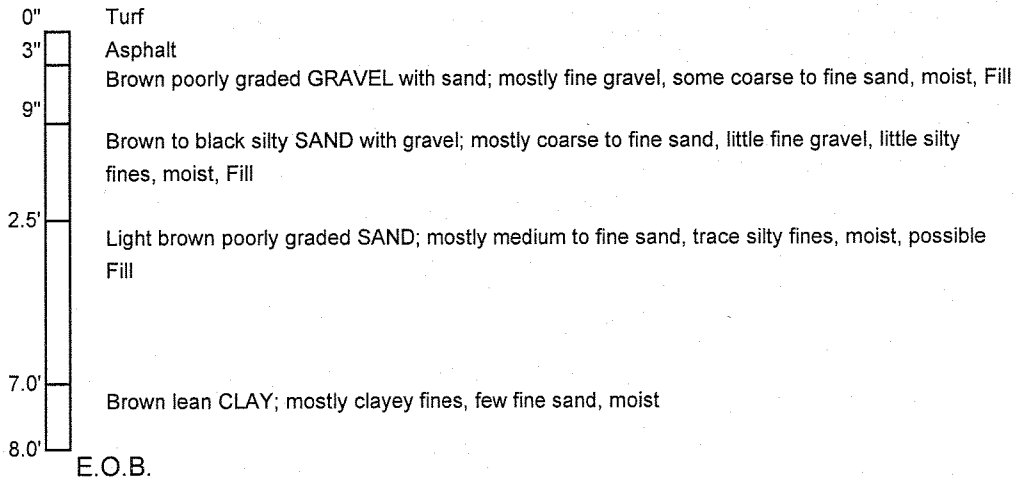 0" Turf
3" Asphalt
Brown poorly graded GRAVEL with sand; mostly fine gravel, some coarse to fine sand, moist, Fill
9"
Brown to black silty SAND with gravel; mostly coarse to fine sand, little fine gravel, little silty
fines, moist, Fill
2.5'
Light brown poorly graded SAND; mostly medium to fine sand, trace silty fines, moist, possible
Fill
7.0'
Brown lean CLAY; mostly clayey fines, few fine sand, moist
8.0'
E.O.B.